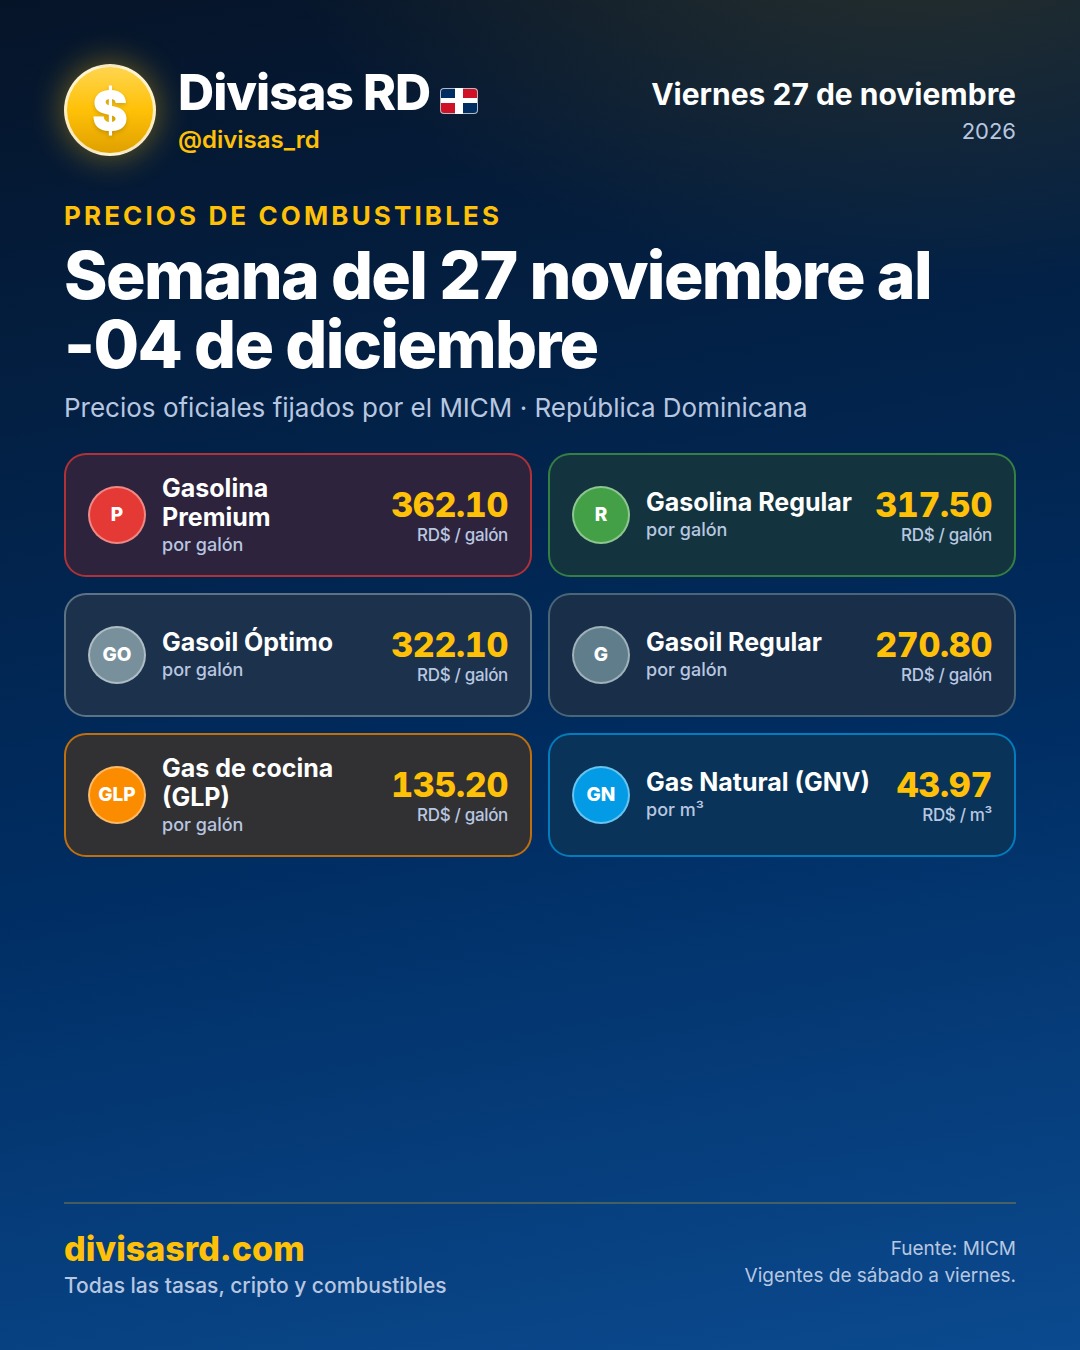 $
Divisas RD
@divisas_rd
Viernes 27 de noviembre
2026
PRECIOS DE COMBUSTIBLES
Semana del 27 noviembre al
-04 de diciembre
Precios oficiales fijados por el MICM · República Dominicana
P
Gasolina
Premium
por galón
362.10
RD$ / galón
R
Gasolina Regular
por galón
317.50
RD$ / galón
GO
Gasoil Óptimo
por galón
322.10
RD$ / galón
G
Gasoil Regular
por galón
270.80
RD$ / galón
GLP
Gas de cocina
(GLP)
por galón
135.20
RD$ / galón
GN
Gas Natural (GNV)
por m³
43.97
RD$ / m³
divisasrd.com
Todas las tasas, cripto y combustibles
Fuente: MICM
Vigentes de sábado a viernes.